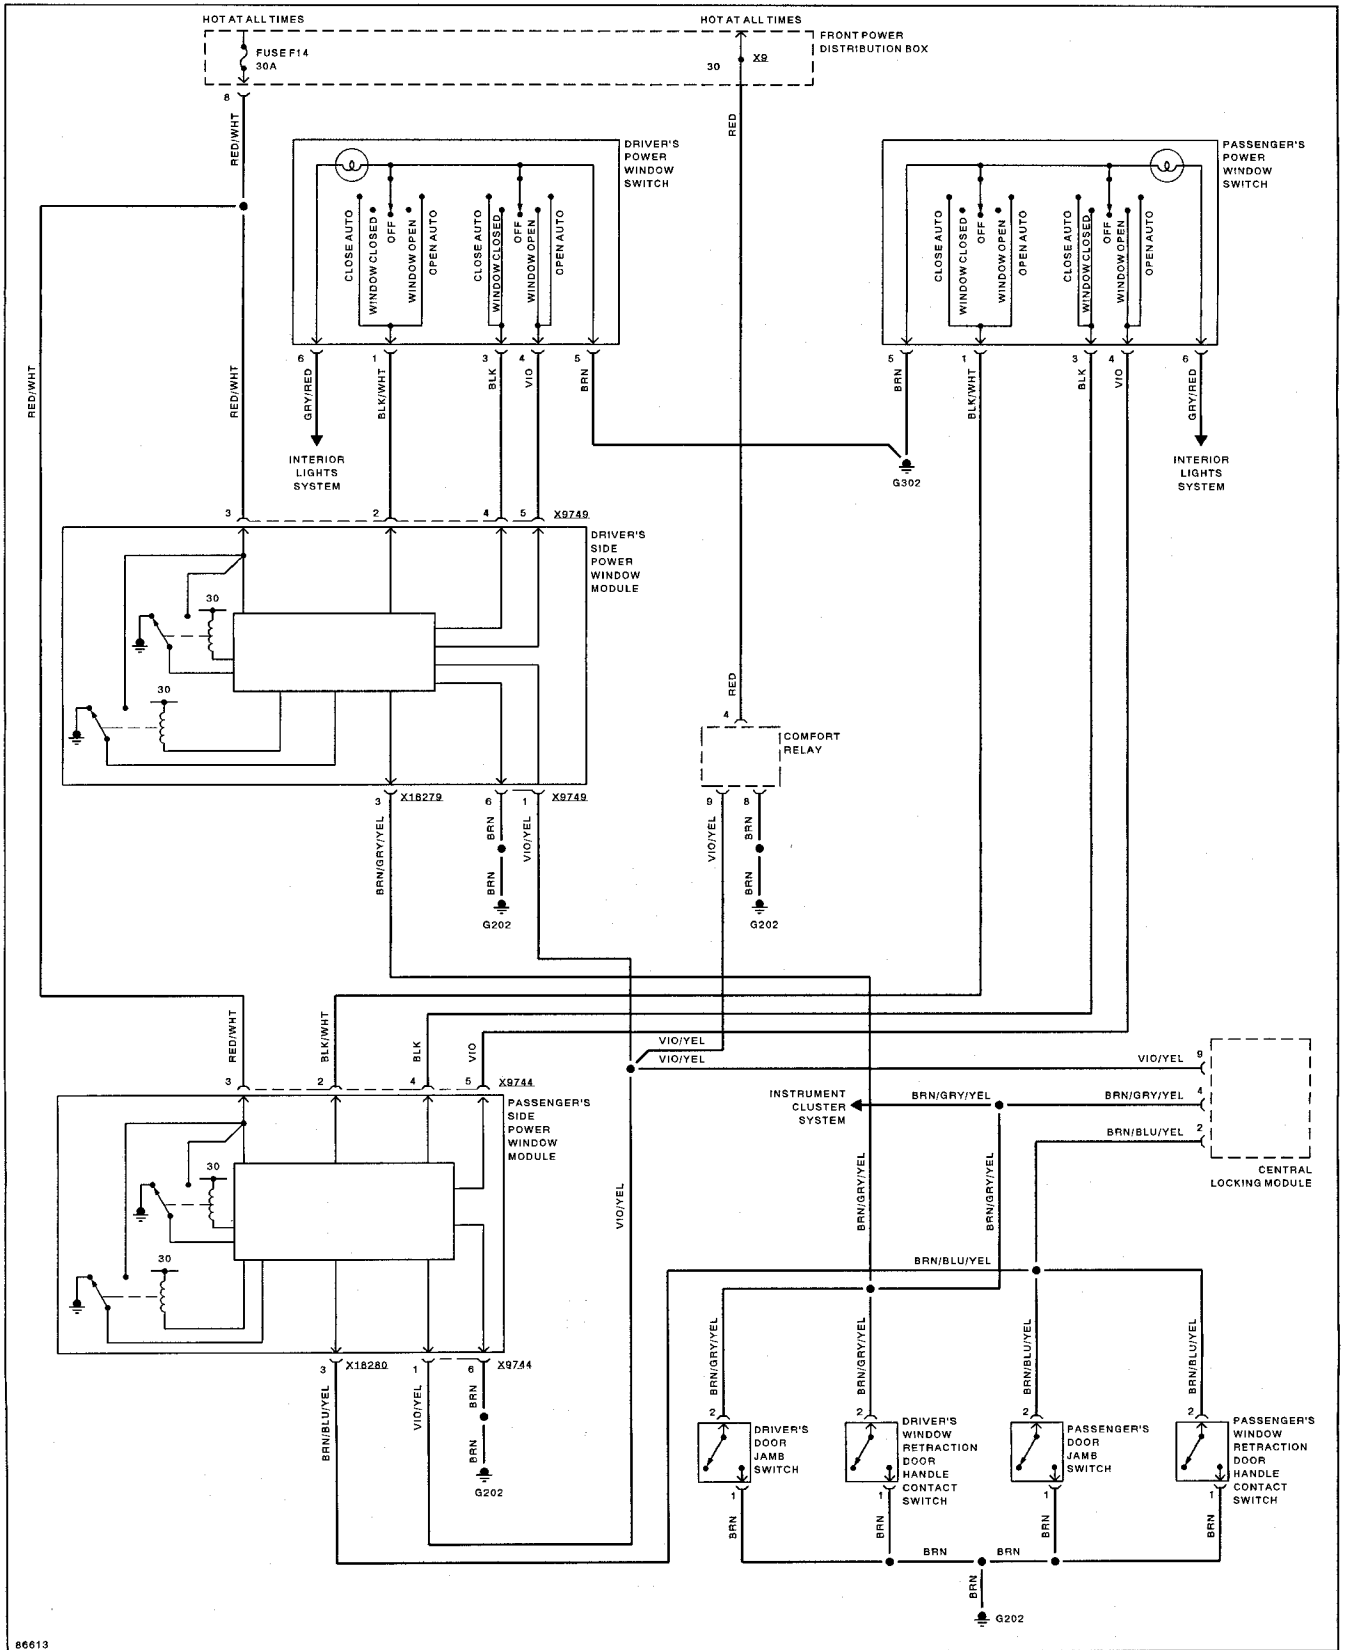 HOT AT ALL TIMES
HOT AT ALL TIMES
FUSE F14
30A
30
X9
FRONT POWER
DISTRIBUTION BOX
8
RED/WHT
RED
DRIVER'S
POWER
WINDOW
SWITCH
PASSENGER'S
POWER
WINDOW
SWITCH
CLOSE AUTO
WINDOW CLOSED
OFF
WINDOW OPEN
OPEN AUTO
CLOSE AUTO
WINDOW CLOSED
OFF
WINDOW OPEN
OPEN AUTO
CLOSE AUTO
WINDOW CLOSED
OFF
WINDOW OPEN
OPEN AUTO
CLOSE AUTO
WINDOW CLOSED
OFF
WINDOW OPEN
OPEN AUTO
6
1
3
4
5
5
1
3
4
6
RED/WHT
RED/WHT
GRY/RED
BLK/WHT
BLK
VIO
BRN
BRN
BLK/WHT
BLK
VIO
GRY/RED
INTERIOR
LIGHTS
SYSTEM
G302
INTERIOR
LIGHTS
SYSTEM
3
2
4
5
X9749
DRIVER'S
SIDE
POWER
WINDOW
MODULE
30
30
RED
4
COMFORT
RELAY
3
X18279
6
1
X9749
9
8
BRN/GRY/YEL
BRN
VIO/YEL
VIO/YEL
BRN
BRN
BRN
G202
G202
RED/WHT
BLK/WHT
BLK
VIO
VIO/YEL
VIO/YEL
VIO/YEL
9
3
2
4
5
X9744
PASSENGER'S
SIDE
POWER
WINDOW
MODULE
INSTRUMENT
CLUSTER
SYSTEM
BRN/GRY/YEL
BRN/GRY/YEL
4
BRN/BLU/YEL
2
CENTRAL
LOCKING MODULE
30
30
VIO/YEL
BRN/GRY/YEL
BRN/GRY/YEL
BRN/BLU/YEL
3
X18280
1
6
X9744
BRN/BLU/YEL
VIO/YEL
BRN
BRN
G202
BRN/GRY/YEL
BRN/GRY/YEL
BRN/BLU/YEL
BRN/BLU/YEL
2
2
2
2
DRIVER'S
DOOR
JAMB
SWITCH
DRIVER'S
WINDOW
RETRACTION
DOOR
HANDLE
CONTACT
SWITCH
PASSENGER'S
DOOR
JAMB
SWITCH
PASSENGER'S
WINDOW
RETRACTION
DOOR
HANDLE
CONTACT
SWITCH
1
1
1
1
BRN
BRN
BRN
BRN
BRN
BRN
BRN
G202
86613